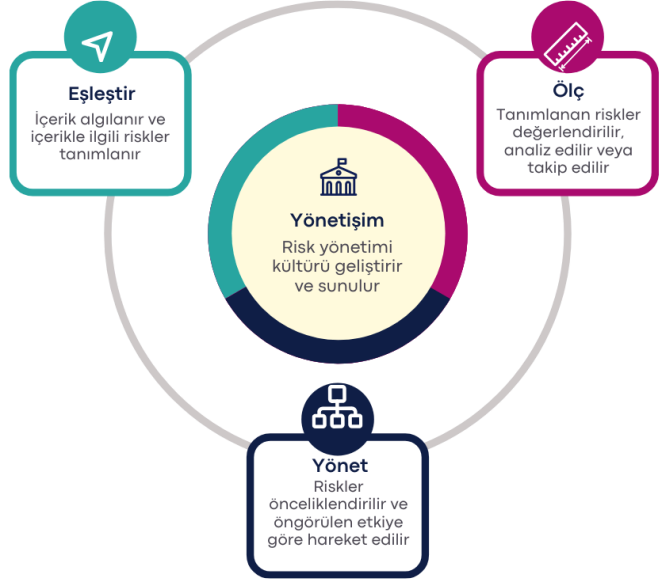 Eşleştir
İçerik algılanır ve
içerikle ilgili riskler
tanımlanır
Ölç
Tanımlanan riskler
değerlendirilir,
analiz edilir veya
takip edilir
Yönetişim
Risk yönetimi
kültürü geliştirir
ve sunulur
Yönet
Riskler
önceliklendirilir ve
öngörülen etkiye
göre hareket edilir